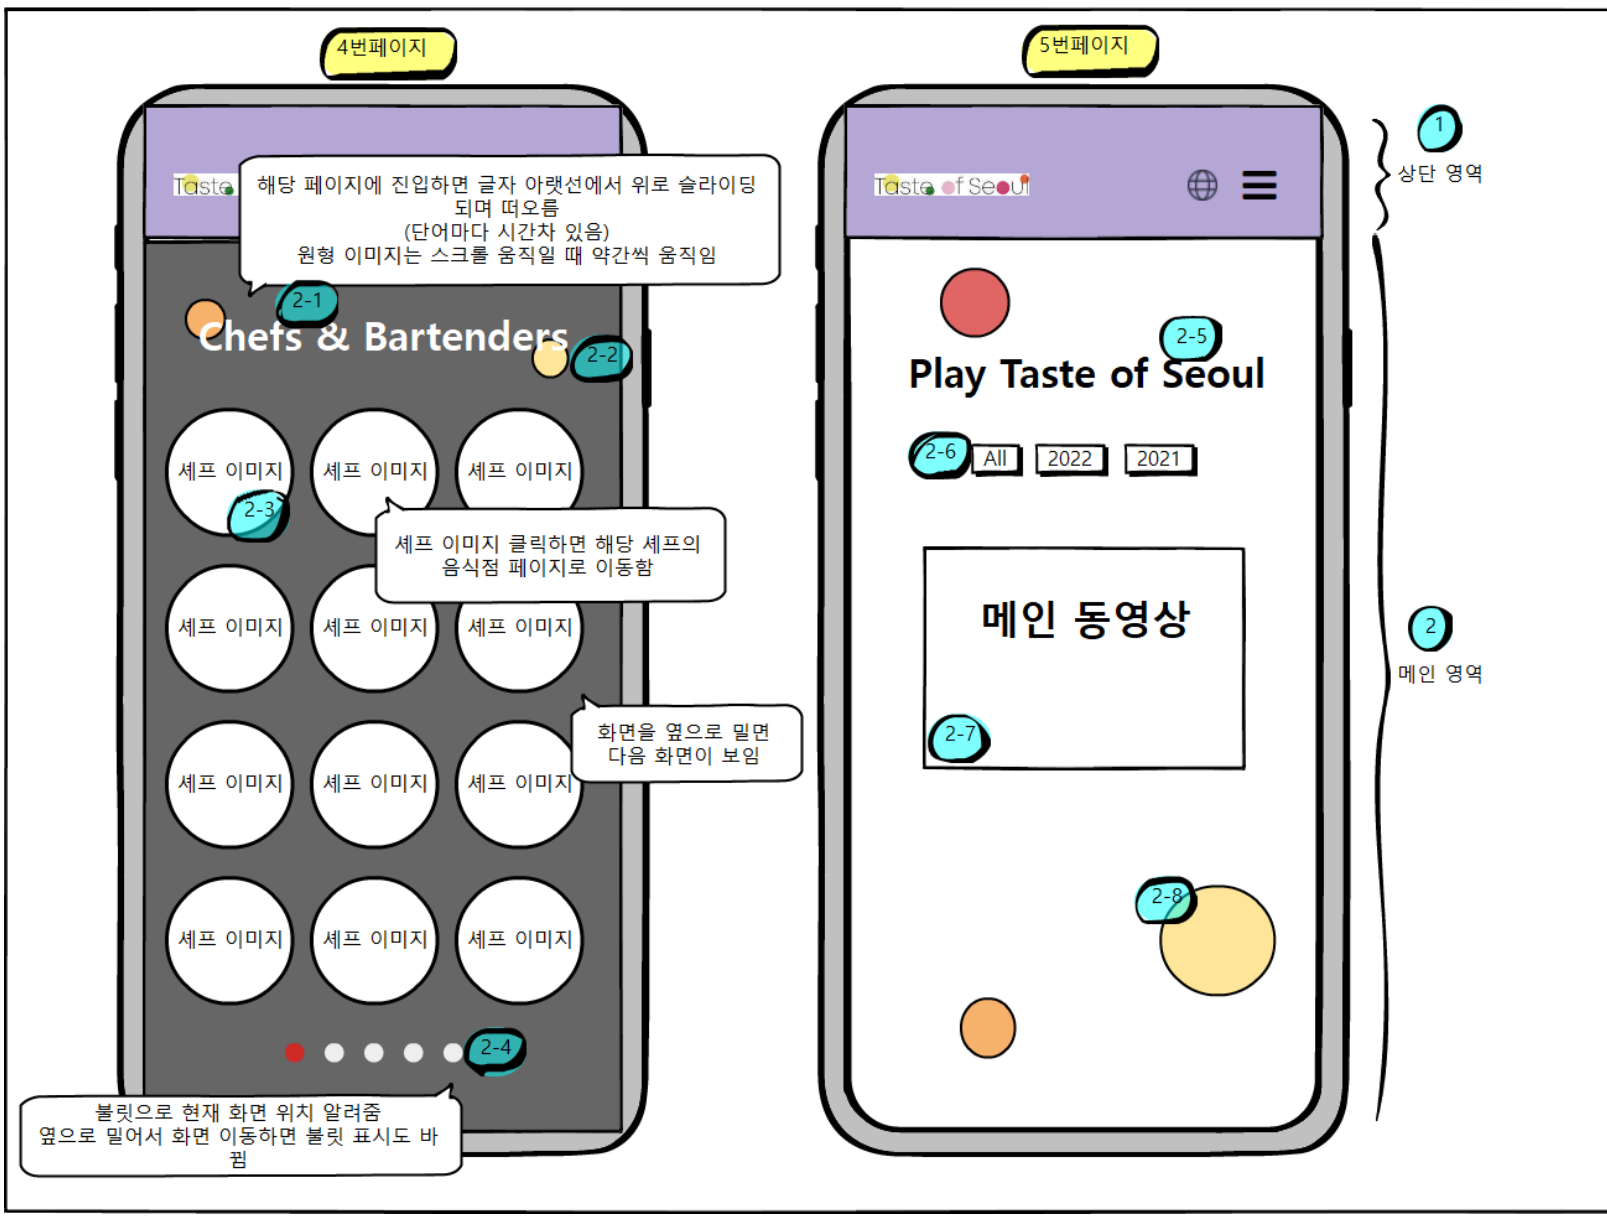 4번페이지
5번페이지
Taste
해당 페이지에 진입하면 글자 아랫선에서 위로 슬라이딩
되며 떠오름
(단어마다 시간차 있음)
원형 이미지는 스크롤 움직일 때 약간씩 움직임
2-1
Chefs & Bartenders
2-2
셰프 이미지 셰프 이미지 셰프 이미지
2-3
셰프 이미지 클릭하면 해당 셰프의
음식점 페이지로 이동함
셰프 이미지 셰프 이미지 셰프 이미지
화면을 옆으로 밀면
다음 화면이 보임
셰프 이미지 셰프 이미지 셰프 이미지
셰프 이미지 셰프 이미지 셰프 이미지
2-4
불릿으로 현재 화면 위치 알려줌
옆으로 밀어서 화면 이동하면 불릿 표시도 바
뀜
Taste of Seoul
2-5
Play Taste of Seoul
2-6 All 2022 2021
메인 동영상
2-7
2-8
1
상단 영역
2
메인 영역